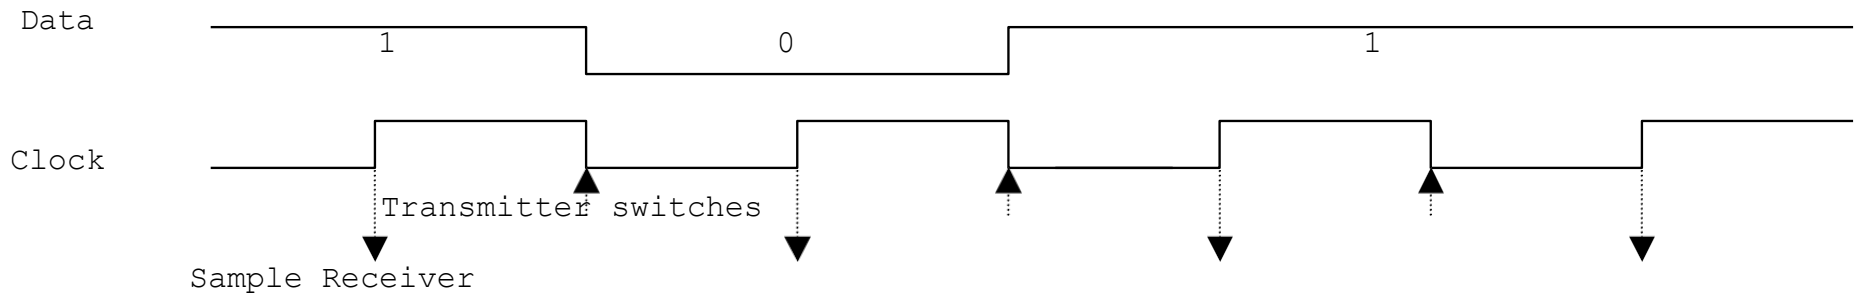 Data
1 0 1
Clock
Transmitter switches
Sample Receiver